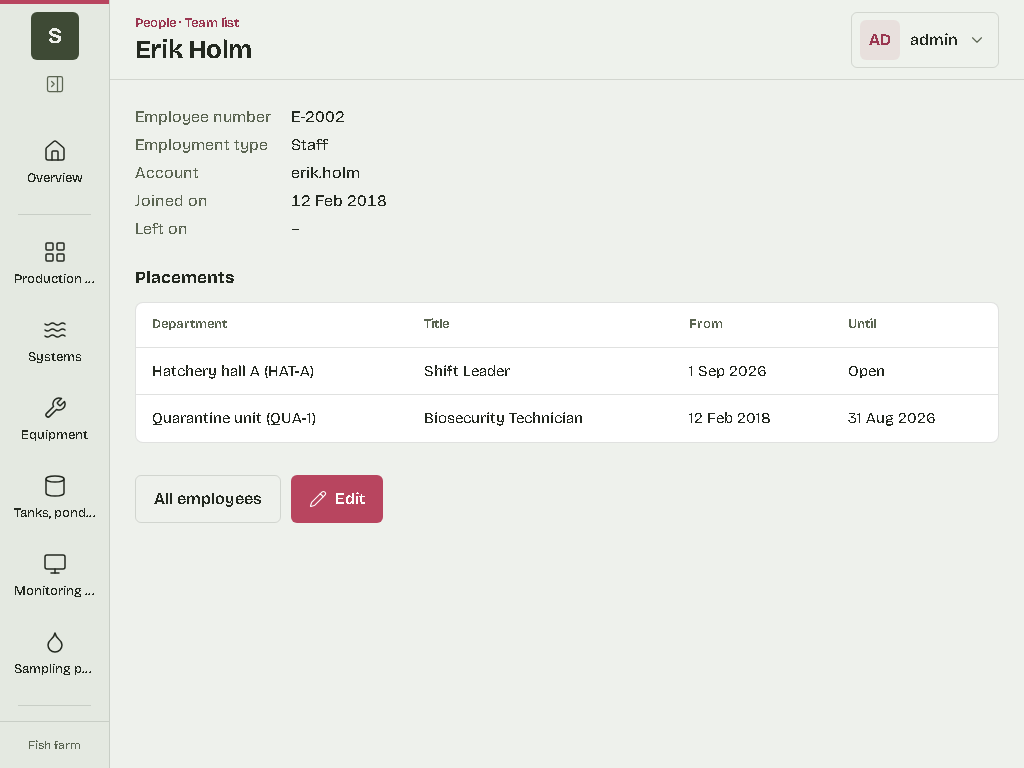 S
People · Team list
Erik Holm
AD admin
Overview
Production ...
Systems
Equipment
Tanks, pond...
Monitoring ...
Sampling p...
Fish farm
Employee number E-2002
Employment type Staff
Account erik.holm
Joined on 12 Feb 2018
Left on –
Placements
Department Title From Until
Hatchery hall A (HAT-A) Shift Leader 1 Sep 2026 Open
Quarantine unit (QUA-1) Biosecurity Technician 12 Feb 2018 31 Aug 2026
All employees Edit